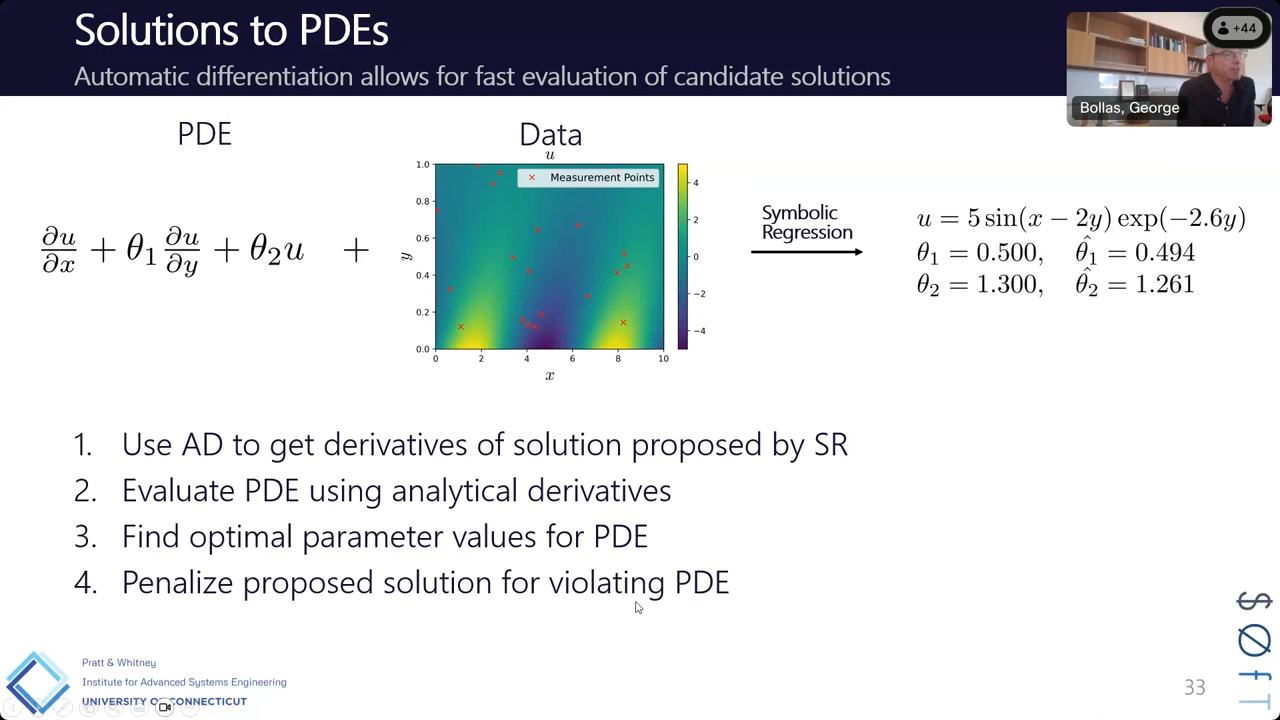 Solutions to PDEs
Automatic differentiation allows for fast evaluation of candidate solutions
+44
Bollas, George
PDE
Data
∂u/∂x + θ₁ ∂u/∂y + θ₂u +
u
Measurement Points
1.0
0.8
0.6
0.4
0.2
0.0
y
0 2 4 6 8 10
x
4
2
0
−2
−4
Symbolic
Regression
u = 5 sin(x − 2y) exp(−2.6y)
θ₁ = 0.500, θ̂₁ = 0.494
θ₂ = 1.300, θ̂₂ = 1.261
1. Use AD to get derivatives of solution proposed by SR
2. Evaluate PDE using analytical derivatives
3. Find optimal parameter values for PDE
4. Penalize proposed solution for violating PDE
Pratt & Whitney
Institute for Advanced Systems Engineering
UNIVERSITY OF CONNECTICUT
33